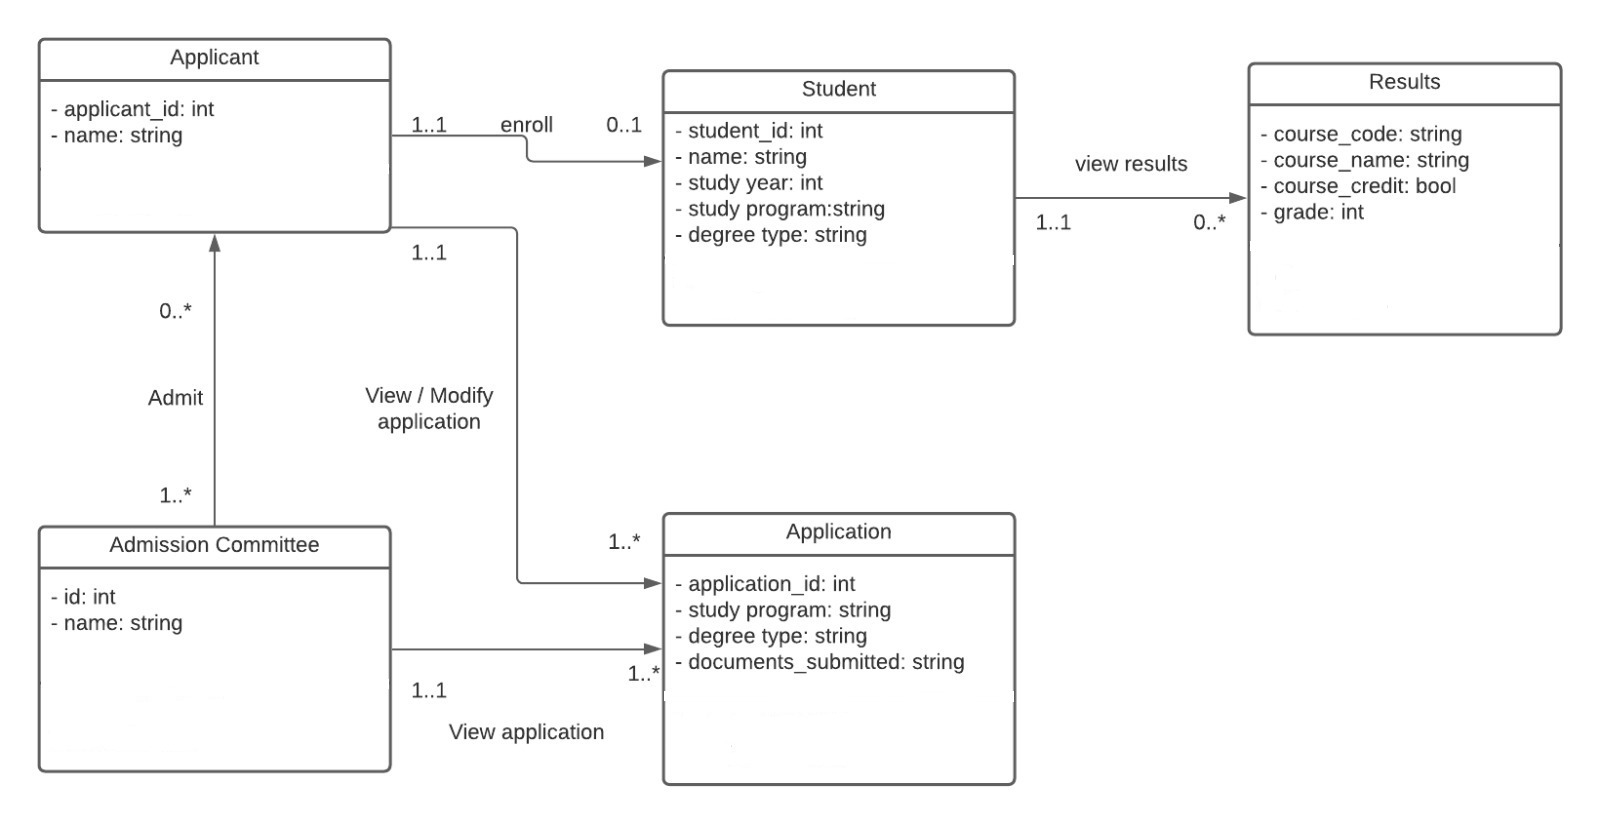 Applicant
- applicant_id: int
- name: string
1..1
enroll
0..1
Student
- student_id: int
- name: string
- study year: int
- study program:string
- degree type: string
view results
1..1
0..*
Results
- course_code: string
- course_name: string
- course_credit: bool
- grade: int
1..1
0..*
Admit
1..*
View / Modify
application
1..*
Admission Committee
- id: int
- name: string
1..1
1..*
View application
Application
- application_id: int
- study program: string
- degree type: string
- documents_submitted: string